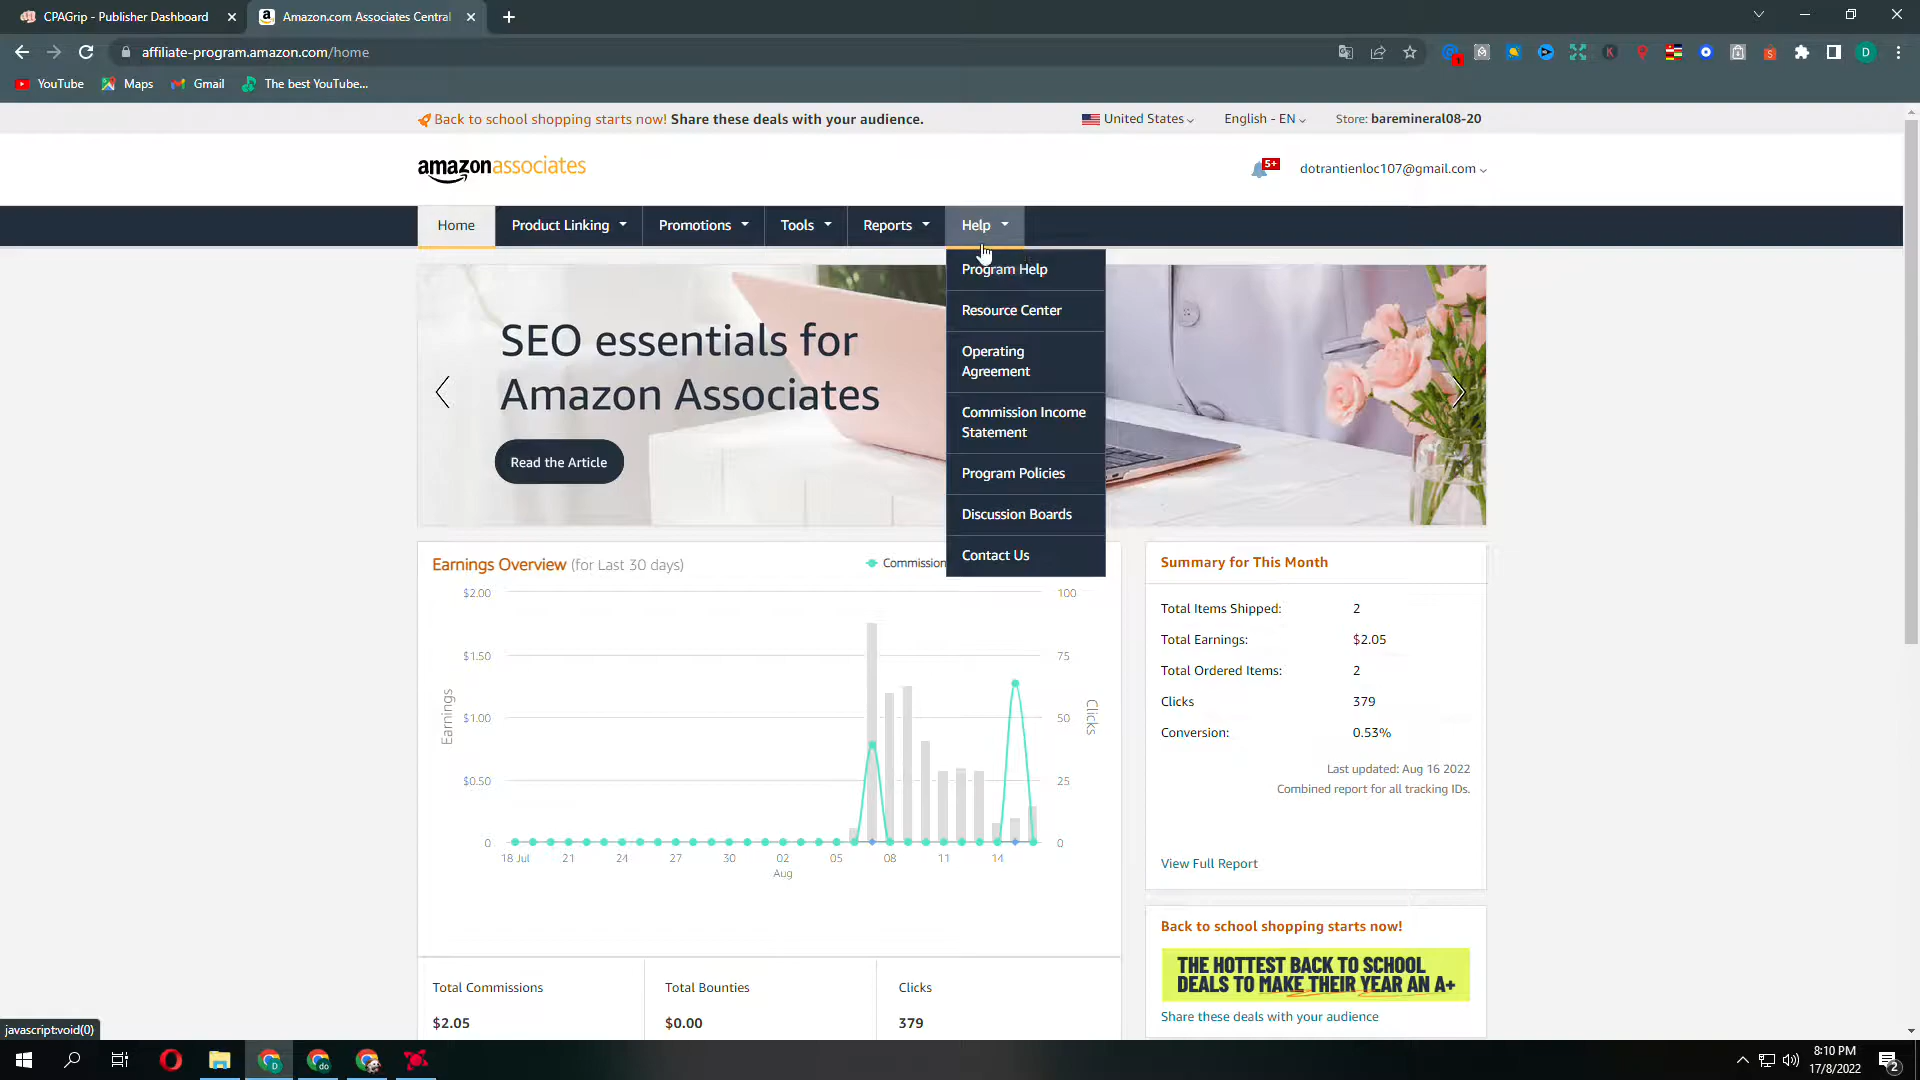 CPAGrip - Publisher Dashboard
Amazon.com Associates Central
affiliate-program.amazon.com/home
YouTube
Maps
Gmail
The best YouTube...
Back to school shopping starts now! Share these deals with your audience.
United States
English - EN
Store: baremineral08-20
amazonassociates
5+
dotrantienloc107@gmail.com
Home
Product Linking
Promotions
Tools
Reports
Help
Program Help
Resource Center
Operating
Agreement
Commission Income
Statement
Program Policies
Discussion Boards
Contact Us
SEO essentials for
Amazon Associates
Read the Article
Earnings Overview (for Last 30 days)
Commission
$2.00
$1.50
$1.00
$0.50
0
Earnings
100
75
50
25
0
Clicks
18 Jul
21
24
27
30
02
05
08
11
14
Aug
Summary for This Month
Total Items Shipped: 2
Total Earnings: $2.05
Total Ordered Items: 2
Clicks 379
Conversion: 0.53%
Last updated: Aug 16 2022
Combined report for all tracking IDs.
View Full Report
Back to school shopping starts now!
THE HOTTEST BACK TO SCHOOL
DEALS TO MAKE THEIR YEAR AN A+
Share these deals with your audience
Total Commissions
$2.05
Total Bounties
$0.00
Clicks
379
javascript:void(0)
8:10 PM
17/8/2022
2